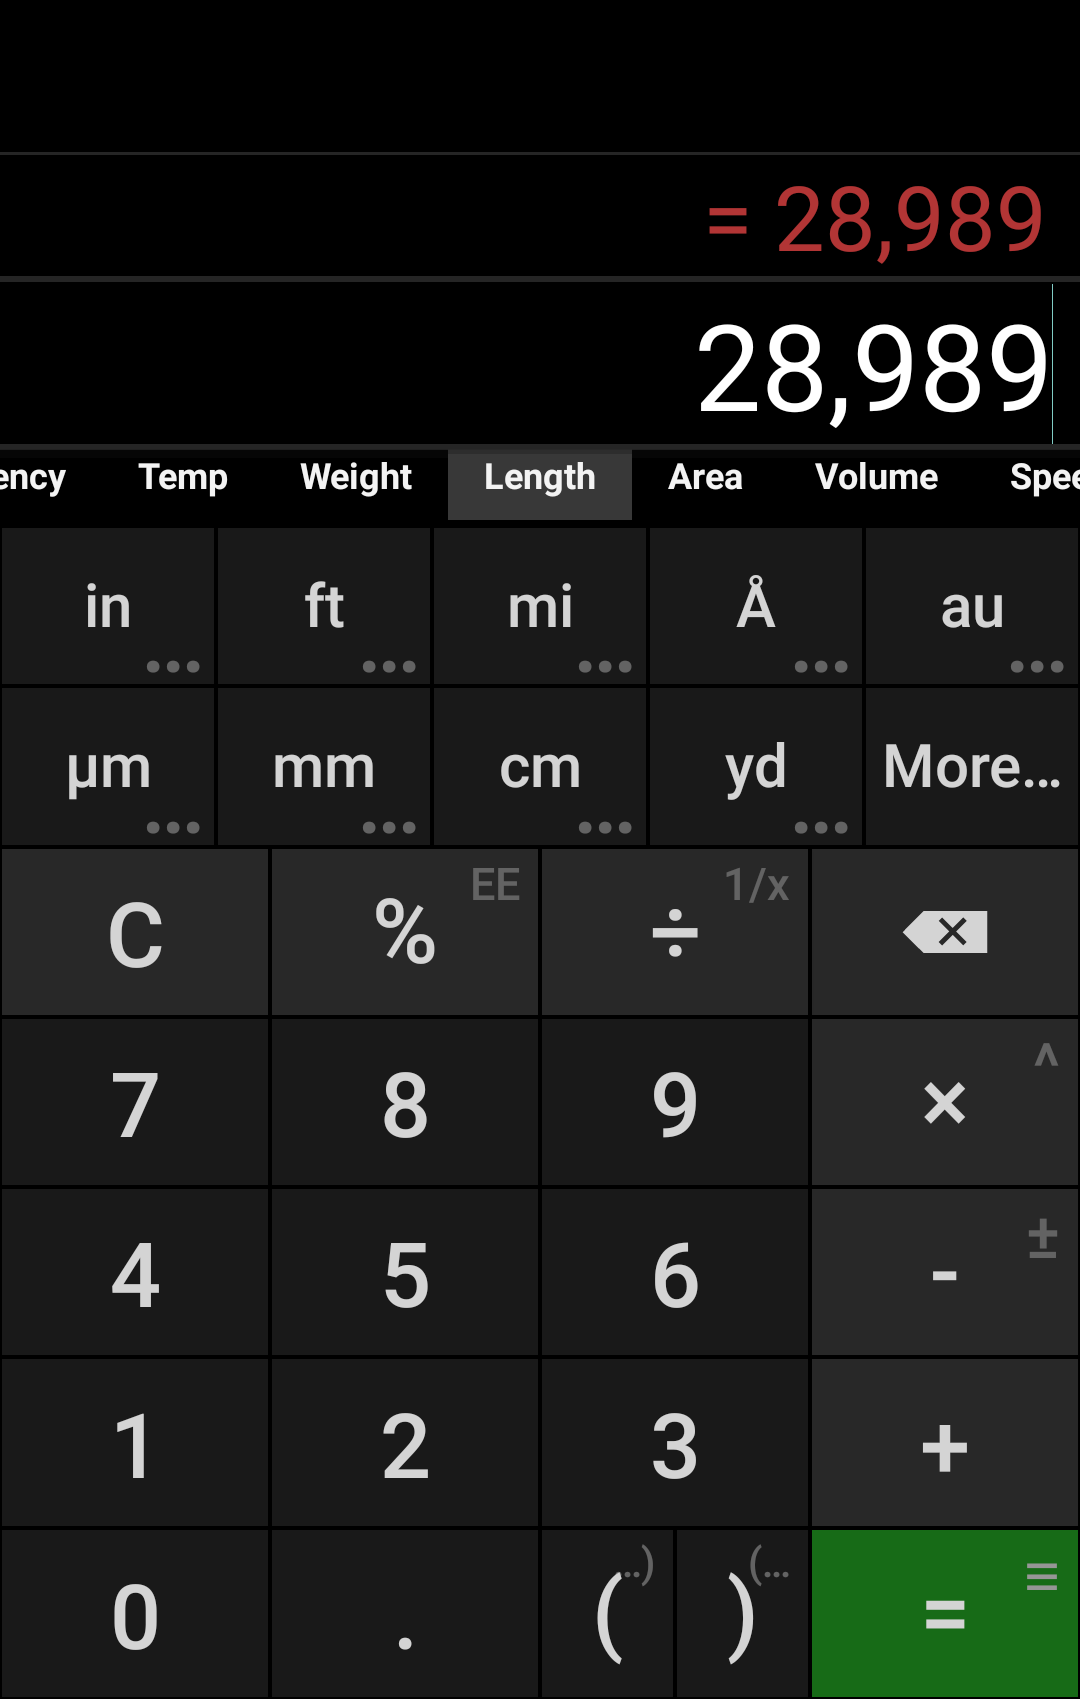 = 28,989
28,989
ency Temp Weight Length Area Volume Spee
in ft mi Å au
... ... ... ... ...
µm mm cm yd More...
... ... ... ...
C % EE ÷ 1/x
7 8 9 × ^
4 5 6 - ±
1 2 3 +
0 . ( ..) ) (... =